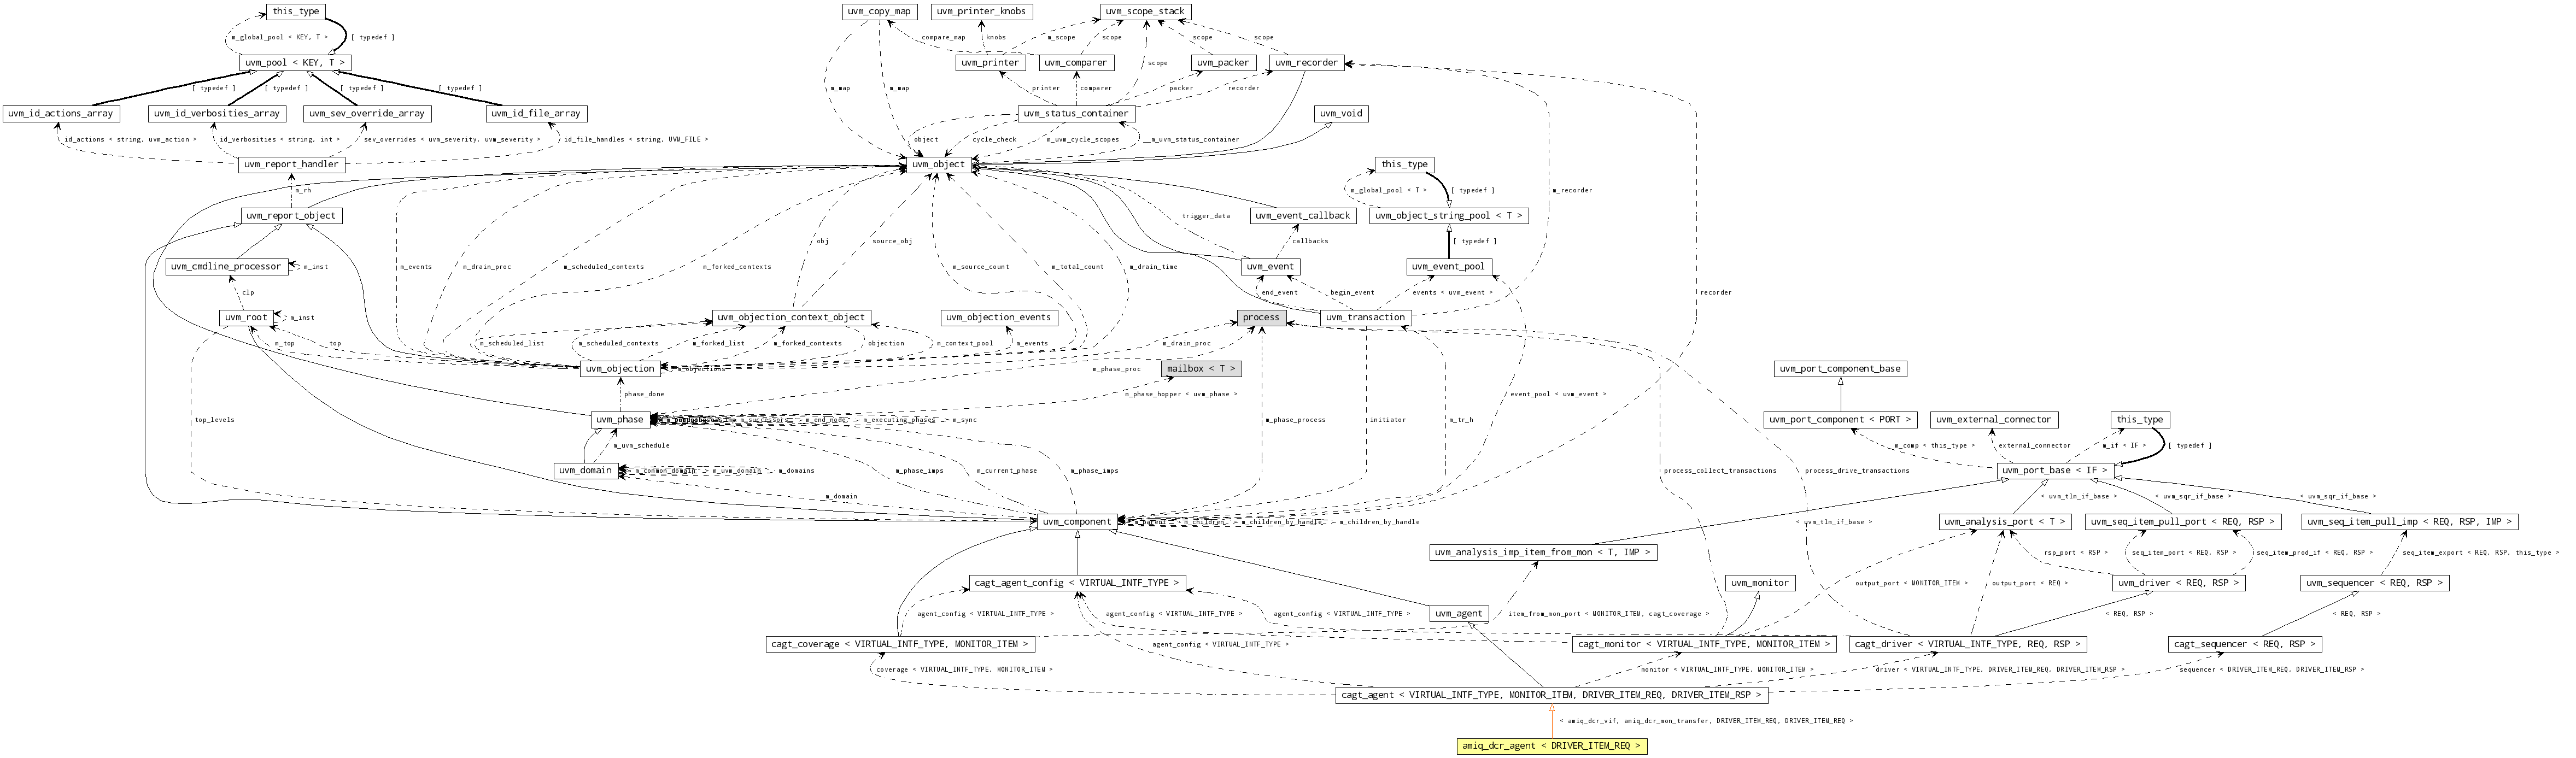 this_type
uvm_copy_map
uvm_printer_knobs
uvm_scope_stack
m_global_pool < KEY, T >
[ typedef ]
compare_map
knobs
m_scope
scope
scope
scope
uvm_pool < KEY, T >
uvm_printer
uvm_comparer
scope
uvm_packer
uvm_recorder
[ typedef ]
[ typedef ]
[ typedef ]
[ typedef ]
m_map
m_map
printer
comparer
packer
recorder
uvm_id_actions_array
uvm_id_verbosities_array
uvm_sev_override_array
uvm_id_file_array
uvm_status_container
uvm_void
id_actions < string, uvm_action >
id_verbosities < string, int >
sev_overrides < uvm_severity, uvm_severity >
id_file_handles < string, UVM_FILE >
object
cycle_check
m_uvm_cycle_scopes
__m_uvm_status_container
uvm_report_handler
uvm_object
this_type
m_rh
m_global_pool < T >
[ typedef ]
m_recorder
uvm_report_object
uvm_event_callback
uvm_object_string_pool < T >
trigger_data
obj
source_obj
callbacks
[ typedef ]
uvm_cmdline_processor
m_inst
m_events
m_drain_proc
m_scheduled_contexts
m_forked_contexts
m_source_count
m_total_count
m_drain_time
uvm_event
uvm_event_pool
clp
end_event
begin_event
events < uvm_event >
recorder
uvm_root
m_inst
uvm_objection_context_object
uvm_objection_events
process
uvm_transaction
m_top
top
m_scheduled_list
m_scheduled_contexts
m_forked_list
m_forked_contexts
objection
m_context_pool
m_events
m_drain_proc
uvm_objection
m_objections
m_phase_proc
mailbox < T >
uvm_port_component_base
phase_done
m_phase_hopper < uvm_phase >
event_pool < uvm_event >
top_levels
uvm_phase
m_successors
m_end_node
m_executing_phases
m_sync
m_phase_process
initiator
m_tr_h
uvm_port_component < PORT >
uvm_external_connector
this_type
m_uvm_schedule
m_comp < this_type >
external_connector
m_if < IF >
[ typedef ]
uvm_domain
m_common_domain
m_uvm_domain
m_domains
m_phase_imps
m_current_phase
m_phase_imps
process_collect_transactions
process_drive_transactions
uvm_port_base < IF >
m_domain
< uvm_tlm_if_base >
< uvm_sqr_if_base >
< uvm_sqr_if_base >
uvm_component
m_parent
m_children
m_children_by_handle
m_children_by_handle
< uvm_tlm_if_base >
uvm_analysis_port < T >
uvm_seq_item_pull_port < REQ, RSP >
uvm_seq_item_pull_imp < REQ, RSP, IMP >
uvm_analysis_imp_item_from_mon < T, IMP >
rsp_port < RSP >
seq_item_port < REQ, RSP >
seq_item_prod_if < REQ, RSP >
seq_item_export < REQ, RSP, this_type >
cagt_agent_config < VIRTUAL_INTF_TYPE >
uvm_monitor
output_port < MONITOR_ITEM >
output_port < REQ >
uvm_driver < REQ, RSP >
uvm_sequencer < REQ, RSP >
agent_config < VIRTUAL_INTF_TYPE >
agent_config < VIRTUAL_INTF_TYPE >
agent_config < VIRTUAL_INTF_TYPE >
uvm_agent
item_from_mon_port < MONITOR_ITEM, cagt_coverage >
< REQ, RSP >
< REQ, RSP >
cagt_coverage < VIRTUAL_INTF_TYPE, MONITOR_ITEM >
agent_config < VIRTUAL_INTF_TYPE >
cagt_monitor < VIRTUAL_INTF_TYPE, MONITOR_ITEM >
cagt_driver < VIRTUAL_INTF_TYPE, REQ, RSP >
cagt_sequencer < REQ, RSP >
coverage < VIRTUAL_INTF_TYPE, MONITOR_ITEM >
monitor < VIRTUAL_INTF_TYPE, MONITOR_ITEM >
driver < VIRTUAL_INTF_TYPE, DRIVER_ITEM_REQ, DRIVER_ITEM_RSP >
sequencer < DRIVER_ITEM_REQ, DRIVER_ITEM_RSP >
cagt_agent < VIRTUAL_INTF_TYPE, MONITOR_ITEM, DRIVER_ITEM_REQ, DRIVER_ITEM_RSP >
< amiq_dcr_vif, amiq_dcr_mon_transfer, DRIVER_ITEM_REQ, DRIVER_ITEM_REQ >
amiq_dcr_agent < DRIVER_ITEM_REQ >